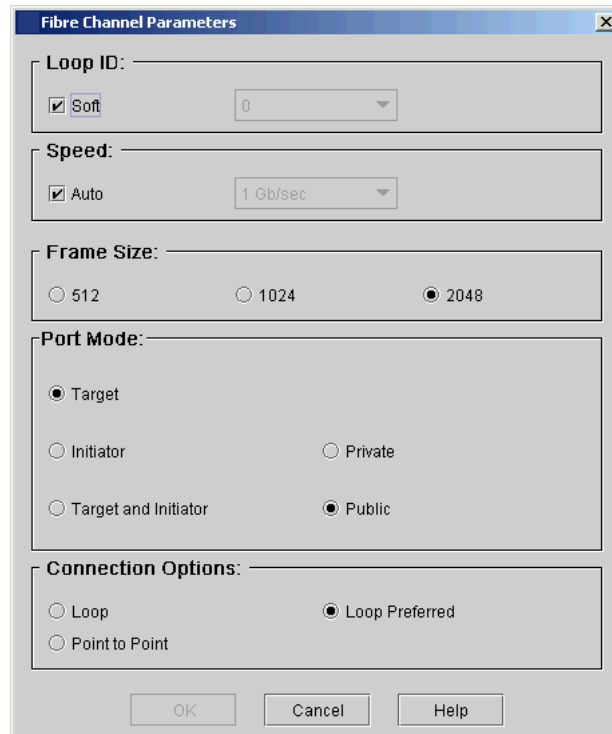 Fibre Channel Parameters
Loop ID:
Soft 0
Speed:
Auto 1 Gb/sec
Frame Size:
512 1024 2048
Port Mode:
Target
Initiator Private
Target and Initiator Public
Connection Options:
Loop Loop Preferred
Point to Point
OK Cancel Help